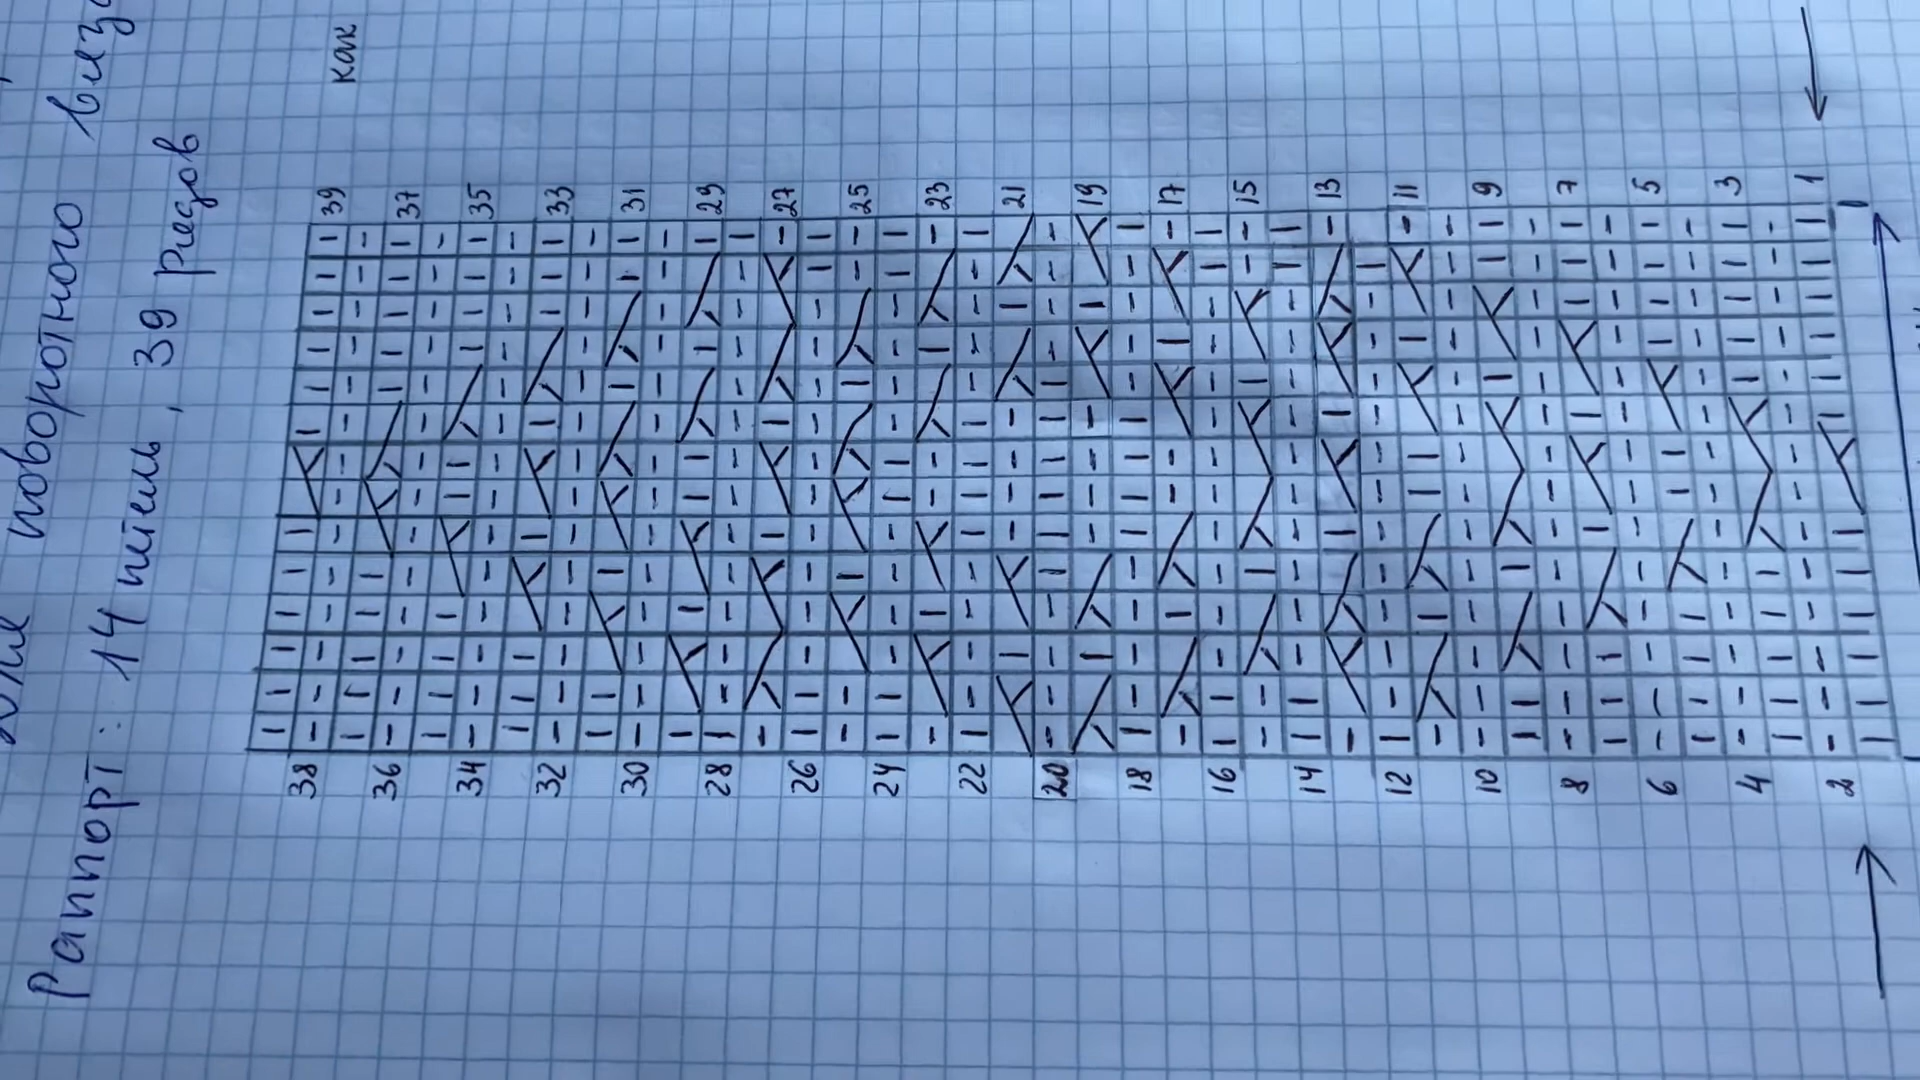 поворотного
Раппорт: 14 петель, 39 рядов
как
39 37 35 33 31 29 27 25 23 21 19 17 15 13 11 9 7 5 3 1
38 36 34 32 30 28 26 24 22 20 18 16 14 12 10 8 6 4 2